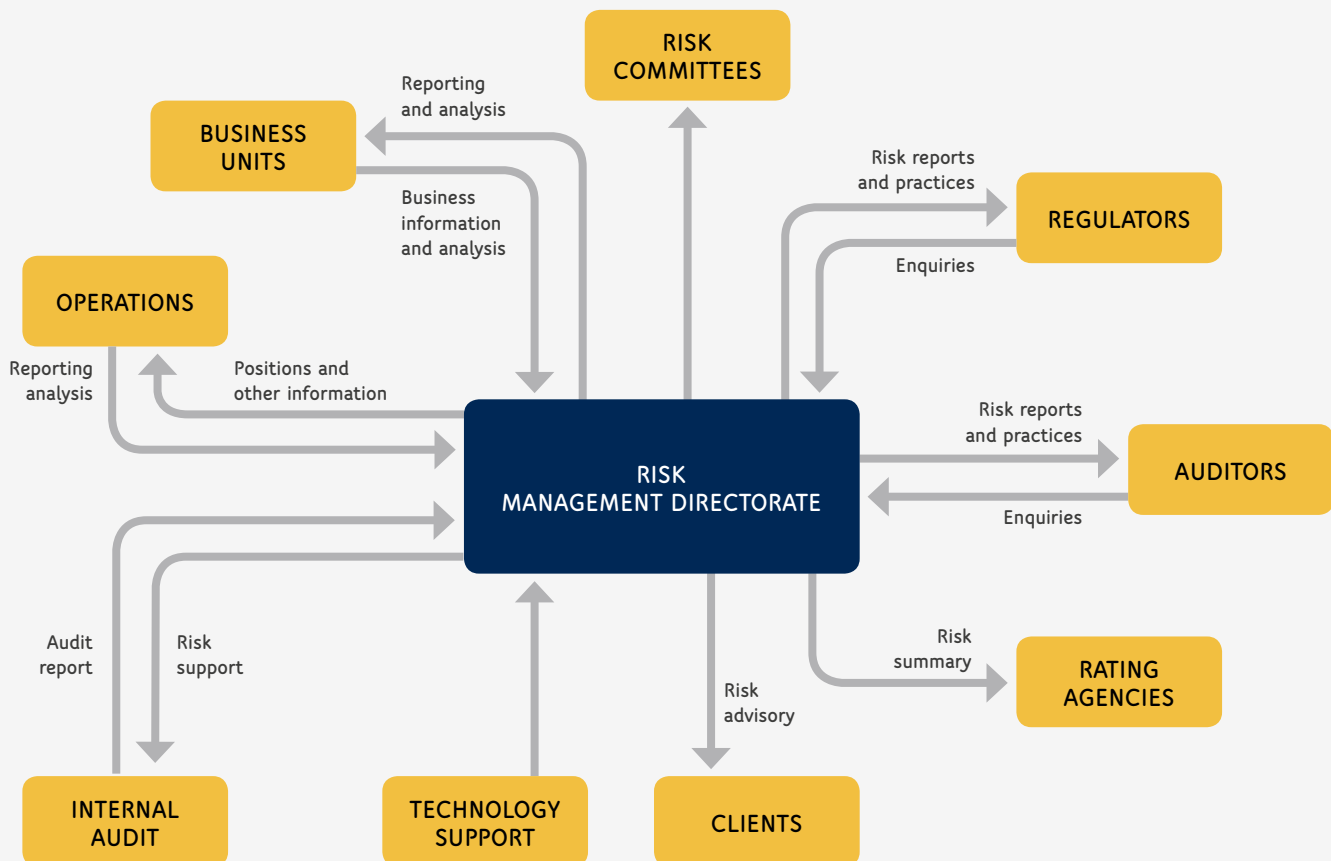 RISK
COMMITTEES
Reporting
and analysis
BUSINESS
UNITS
Business
information
and analysis
Risk reports
and practices
REGULATORS
Enquiries
OPERATIONS
Reporting
analysis
Positions and
other information
RISK
MANAGEMENT DIRECTORATE
Risk reports
and practices
AUDITORS
Enquiries
Audit
report
Risk
support
Risk
advisory
Risk
summary
RATING
AGENCIES
INTERNAL
AUDIT
TECHNOLOGY
SUPPORT
CLIENTS